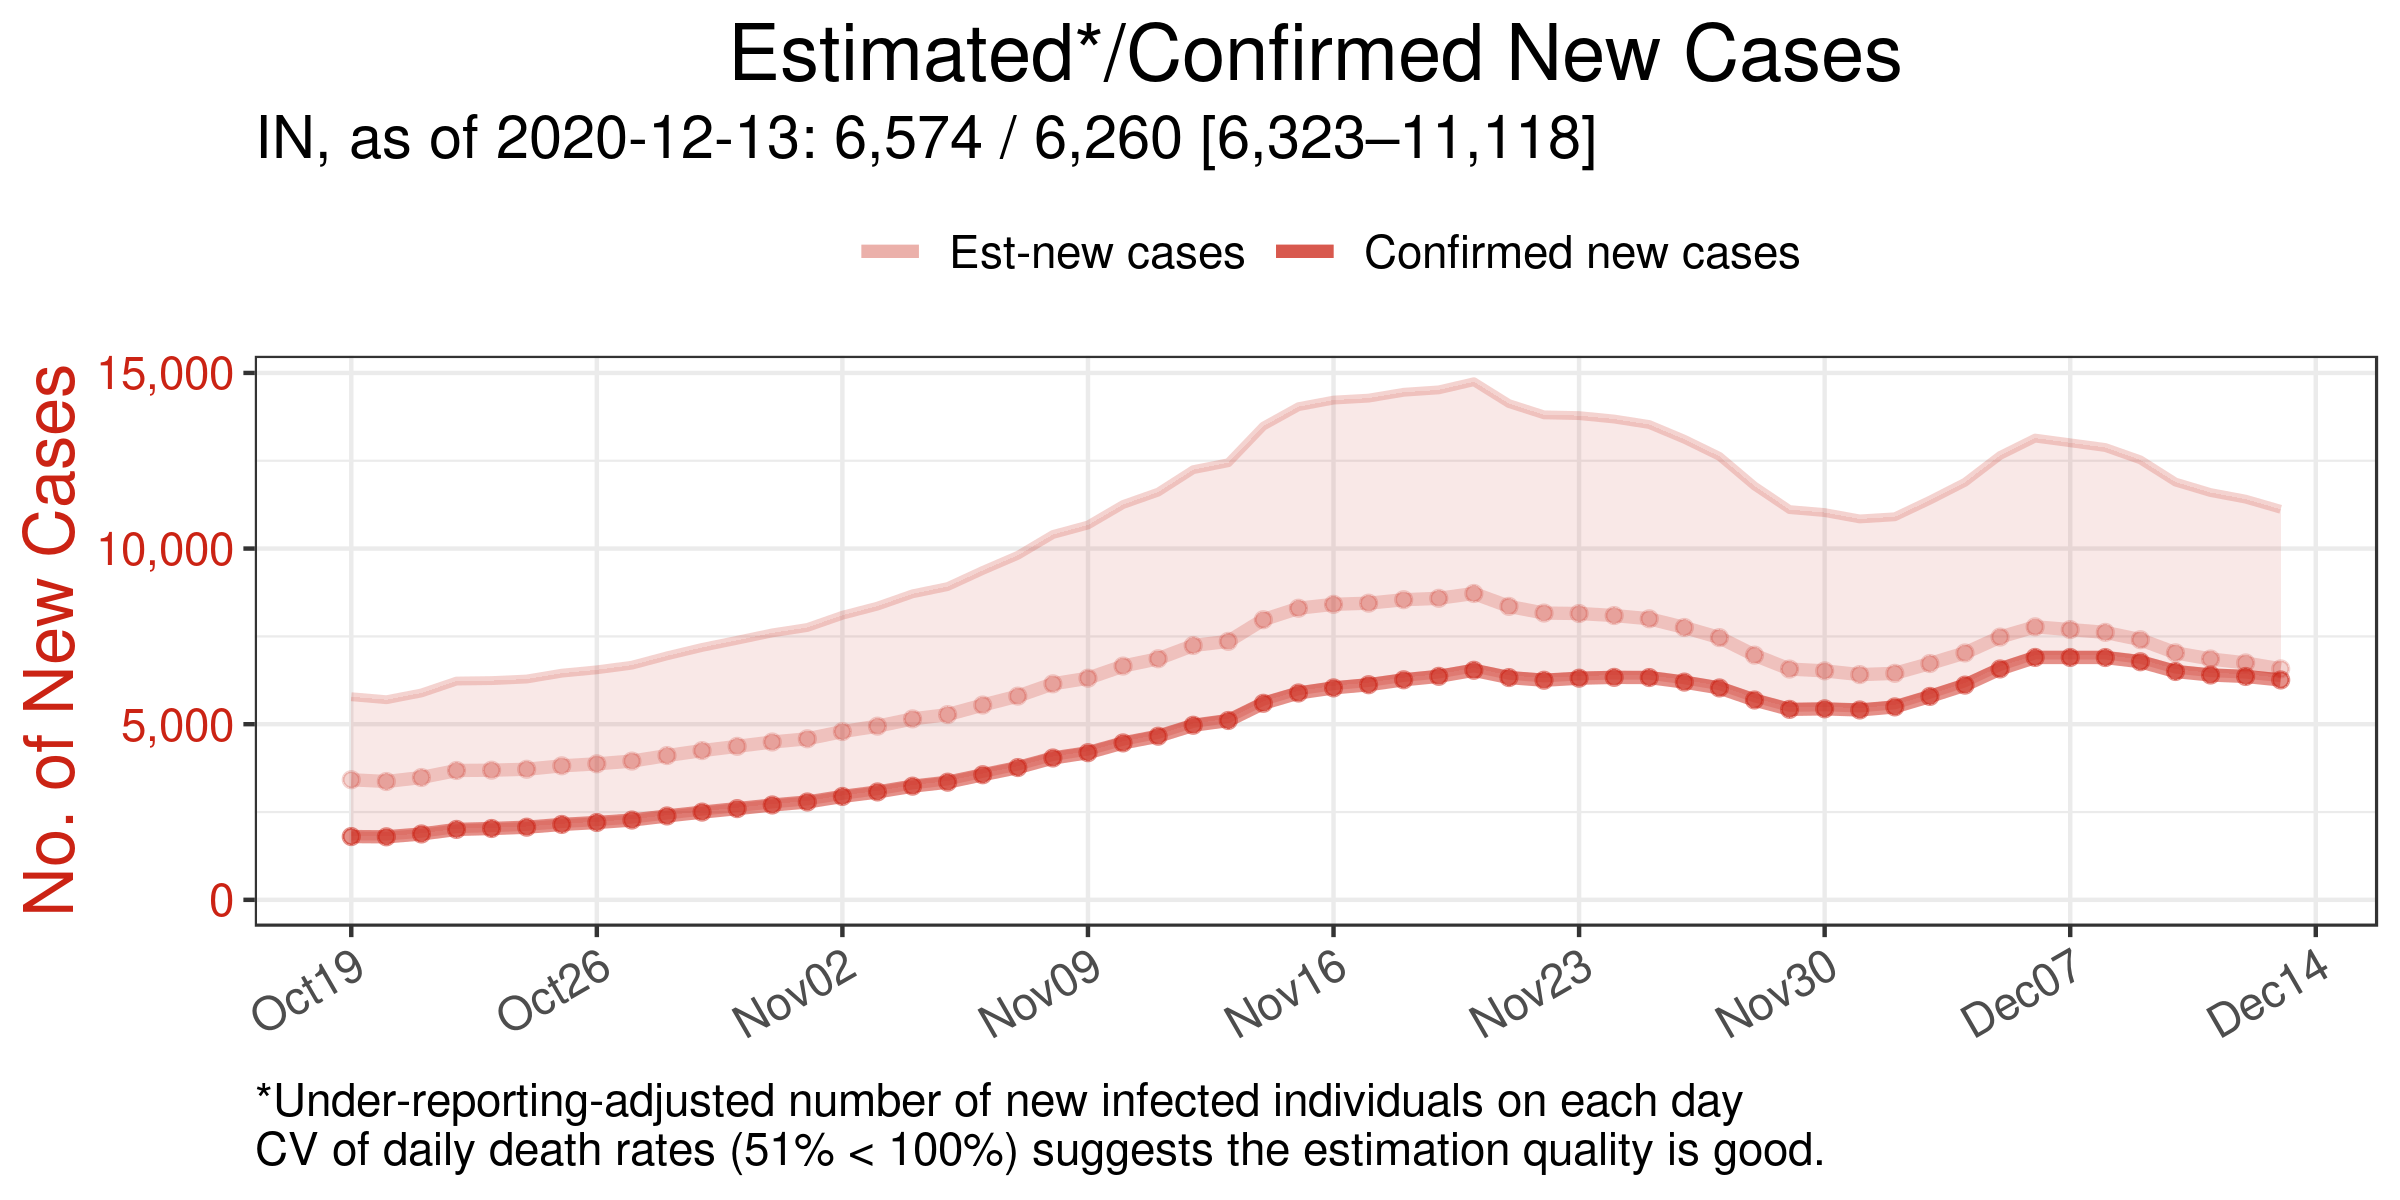 Estimated*/Confirmed New Cases
IN, as of 2020-12-13: 6,574 / 6,260 [6,323–11,118]
Est-new cases
Confirmed new cases
No. of New Cases
15,000
10,000
5,000
0
Oct19
Oct26
Nov02
Nov09
Nov16
Nov23
Nov30
Dec07
Dec14
*Under-reporting-adjusted number of new infected individuals on each day
CV of daily death rates (51% < 100%) suggests the estimation quality is good.